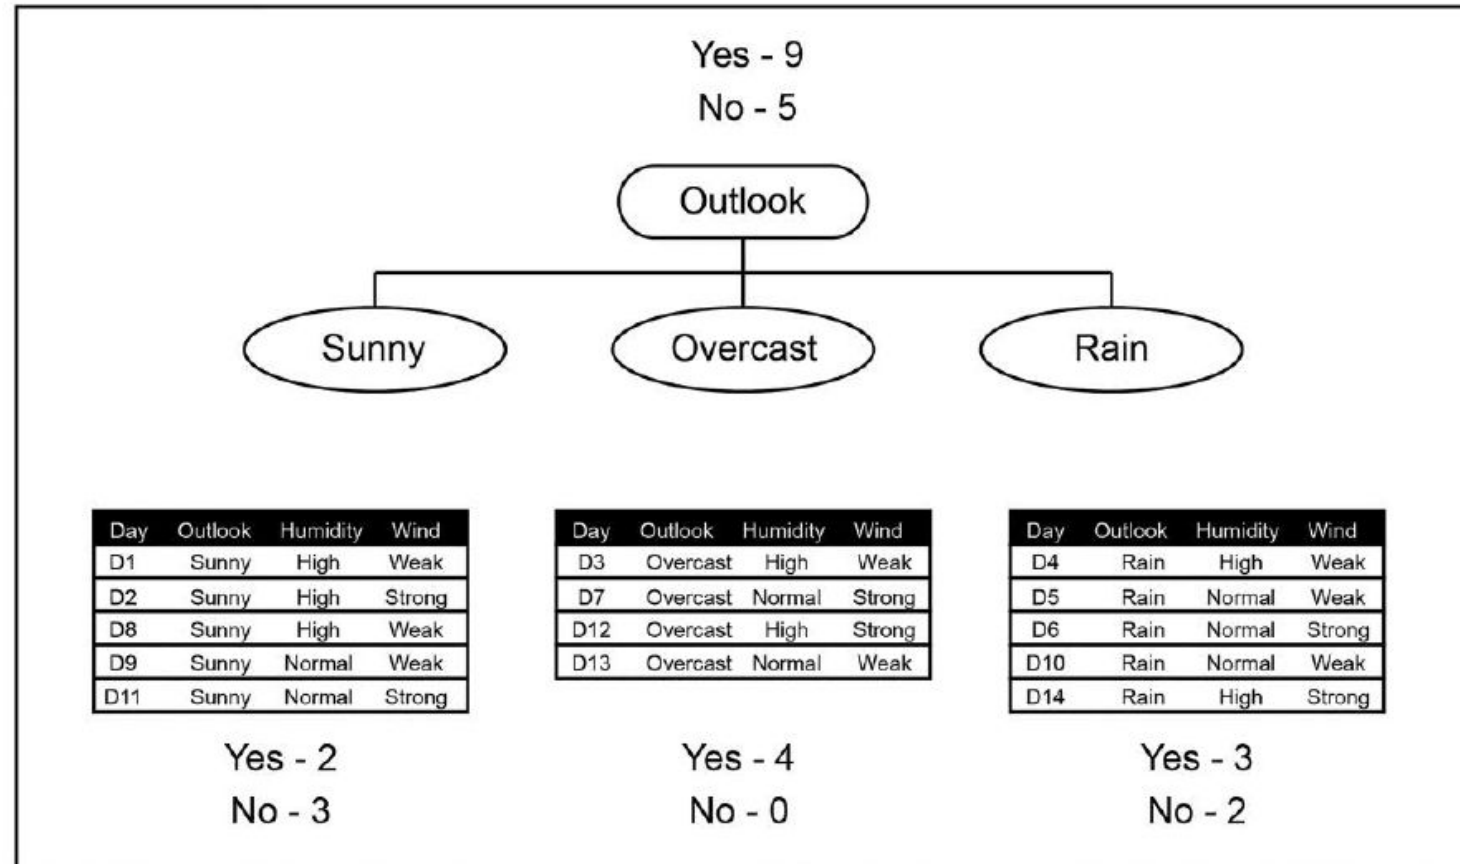 Yes - 9
No - 5
Outlook
Sunny
Overcast
Rain
Day Outlook Humidity Wind
D1 Sunny High Weak
D2 Sunny High Strong
D8 Sunny High Weak
D9 Sunny Normal Weak
D11 Sunny Normal Strong
Yes - 2
No - 3
Day Outlook Humidity Wind
D3 Overcast High Weak
D7 Overcast Normal Strong
D12 Overcast High Strong
D13 Overcast Normal Weak
Yes - 4
No - 0
Day Outlook Humidity Wind
D4 Rain High Weak
D5 Rain Normal Weak
D6 Rain Normal Strong
D10 Rain Normal Weak
D14 Rain High Strong
Yes - 3
No - 2